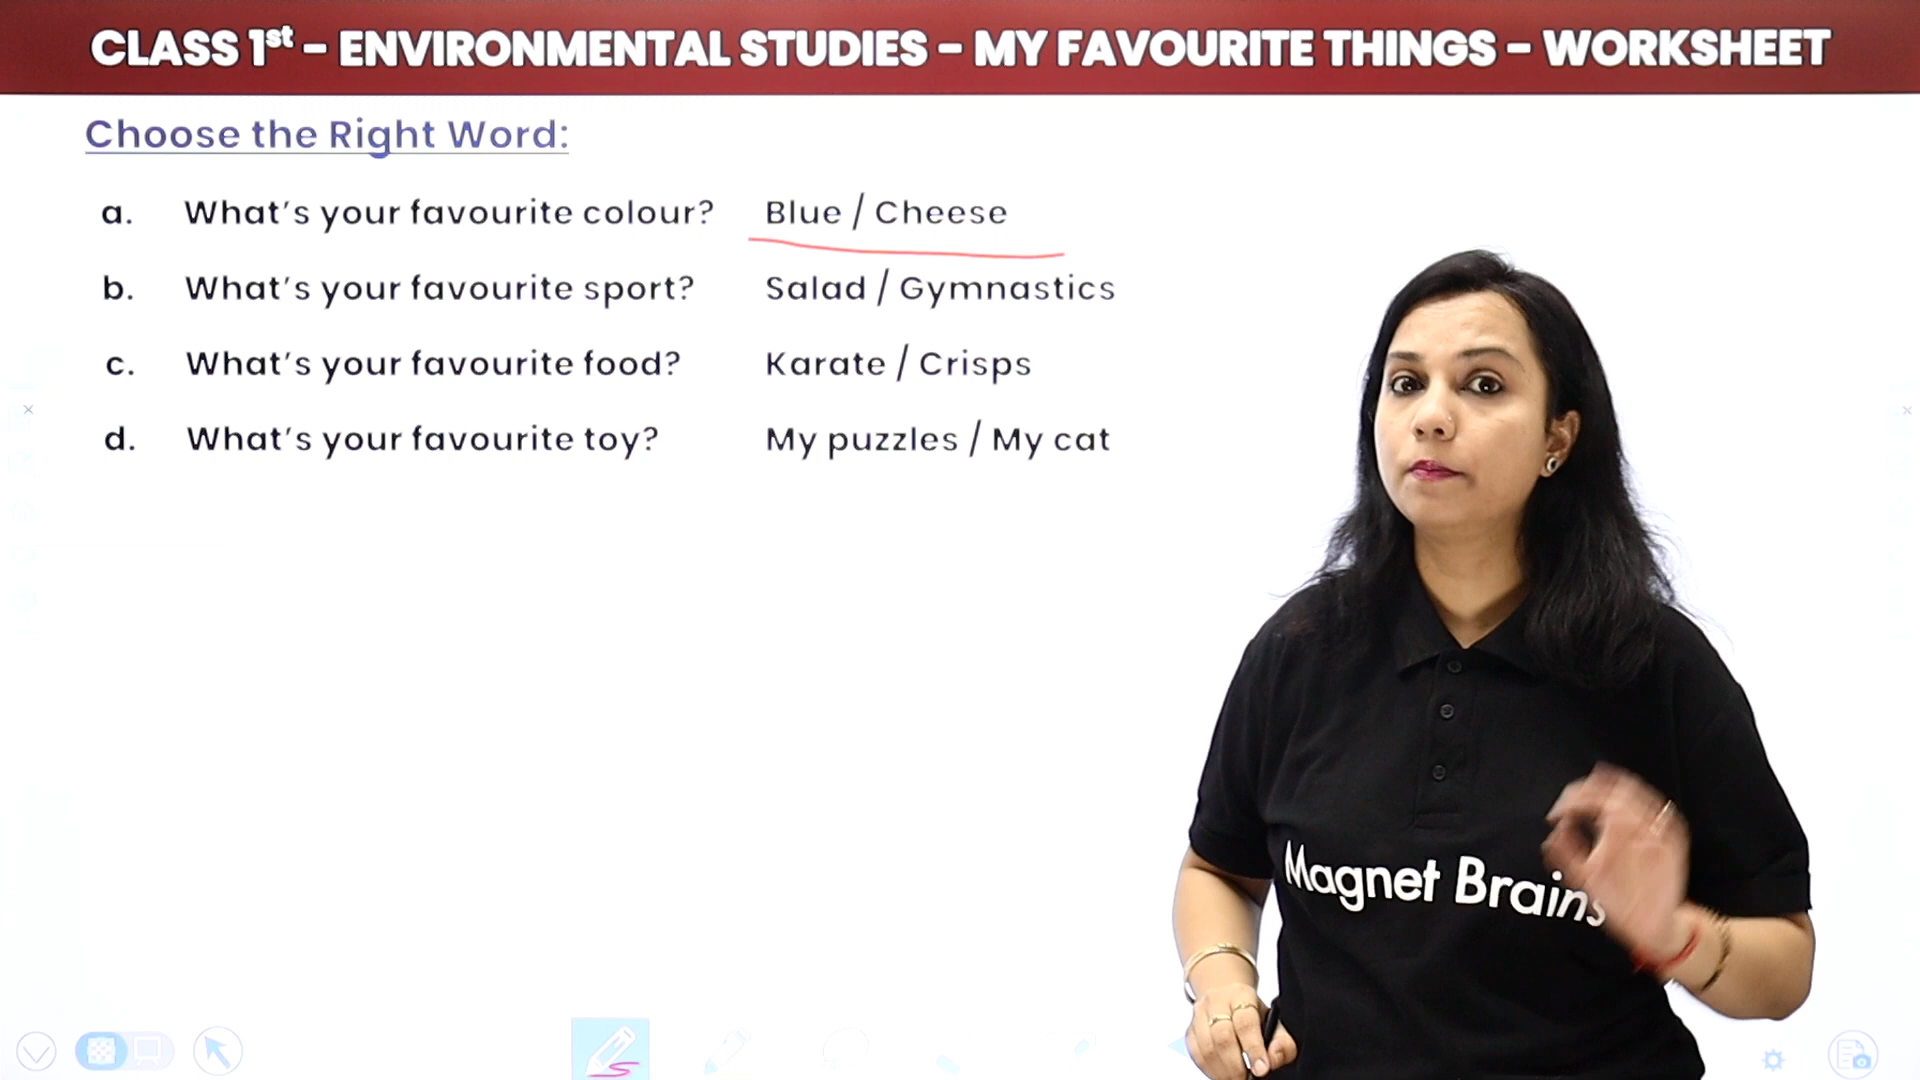 CLASS 1st – ENVIRONMENTAL STUDIES – MY FAVOURITE THINGS – WORKSHEET
Choose the Right Word:
a. What's your favourite colour? Blue / Cheese
b. What's your favourite sport? Salad / Gymnastics
c. What's your favourite food? Karate / Crisps
d. What's your favourite toy? My puzzles / My cat
Magnet Brains